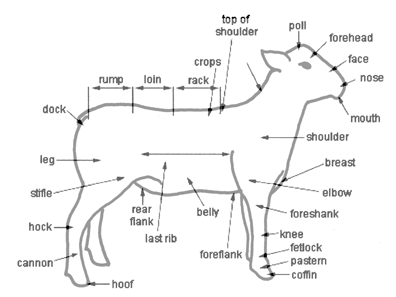 top of
shoulder
poll
forehead
face
nose
mouth
crops
rump
loin
rack
dock
shoulder
leg
breast
stifle
elbow
hock
rear
flank
last rib
belly
foreflank
foreshank
knee
fetlock
cannon
pastern
hoof
coffin